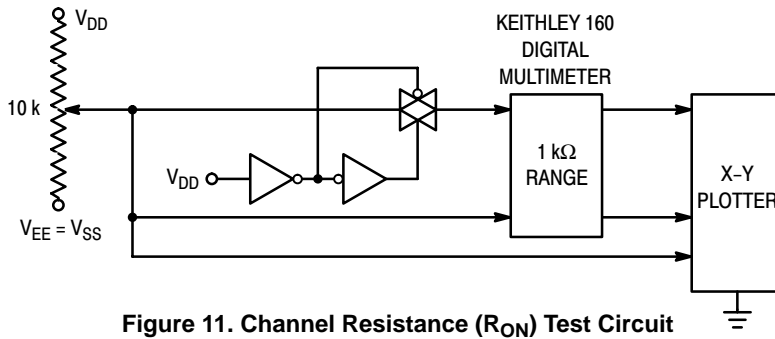 V_DD
10 k
V_EE = V_SS
V_DD
KEITHLEY 160
DIGITAL
MULTIMETER
1 kΩ
RANGE
X–Y
PLOTTER
Figure 11. Channel Resistance (R_ON) Test Circuit